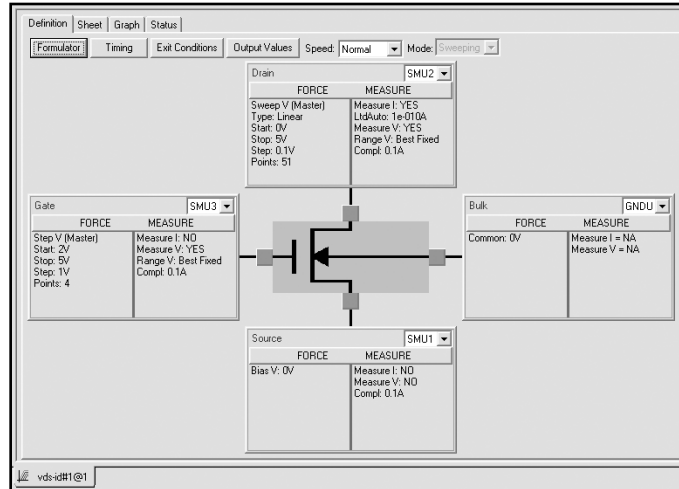 Definition Sheet Graph Status
Formulator Timing Exit Conditions Output Values Speed: Normal Mode: Sweeping
Drain SMU2
FORCE MEASURE
Sweep V (Master) Measure I: YES
Type: Linear LtdAuto: 1e-010A
Start: 0V Measure V: YES
Stop: 5V Range V: Best Fixed
Step: 0.1V Compl: 0.1A
Points: 51
Gate SMU3
FORCE MEASURE
Step V (Master) Measure I: NO
Start: 2V Measure V: YES
Stop: 5V Range V: Best Fixed
Step: 1V Compl: 0.1A
Points: 4
Bulk GNDU
FORCE MEASURE
Common: 0V Measure I = NA
Measure V = NA
Source SMU1
FORCE MEASURE
Bias V: 0V Measure I: NO
Measure V: NO
Compl: 0.1A
vds-id#1@1